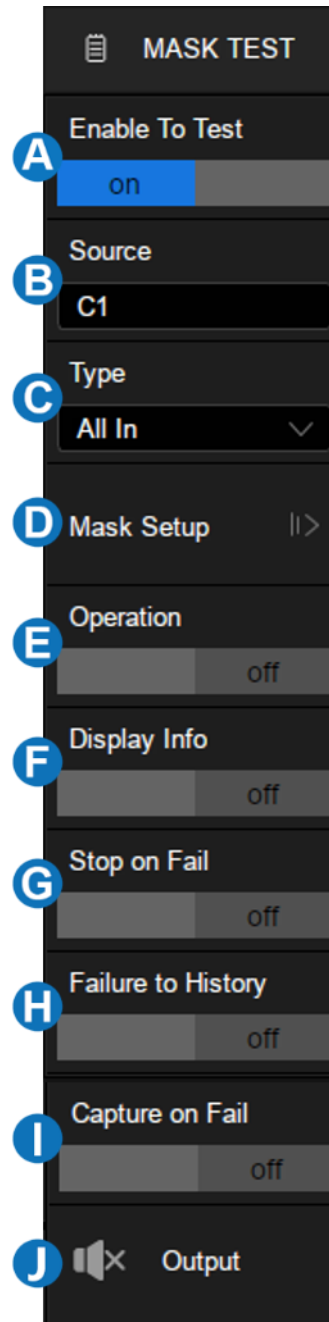 MASK TEST
Enable To Test
A
on
Source
B
C1
Type
C
All In
D Mask Setup
Operation
E
off
Display Info
F
off
Stop on Fail
G
off
Failure to History
H
off
Capture on Fail
I
off
J Output